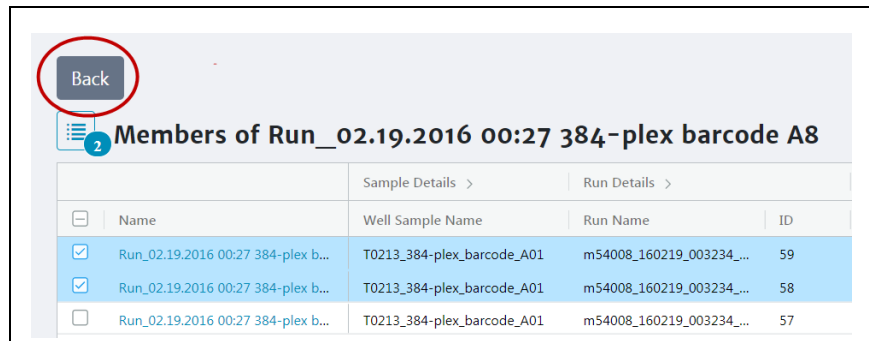 Back
2 Members of Run_02.19.2016 00:27 384-plex barcode A8
Sample Details > Run Details >
Name Well Sample Name Run Name ID
Run_02.19.2016 00:27 384-plex b... T0213_384-plex_barcode_A01 m54008_160219_003234_... 59
Run_02.19.2016 00:27 384-plex b... T0213_384-plex_barcode_A01 m54008_160219_003234_... 58
Run_02.19.2016 00:27 384-plex b... T0213_384-plex_barcode_A01 m54008_160219_003234_... 57